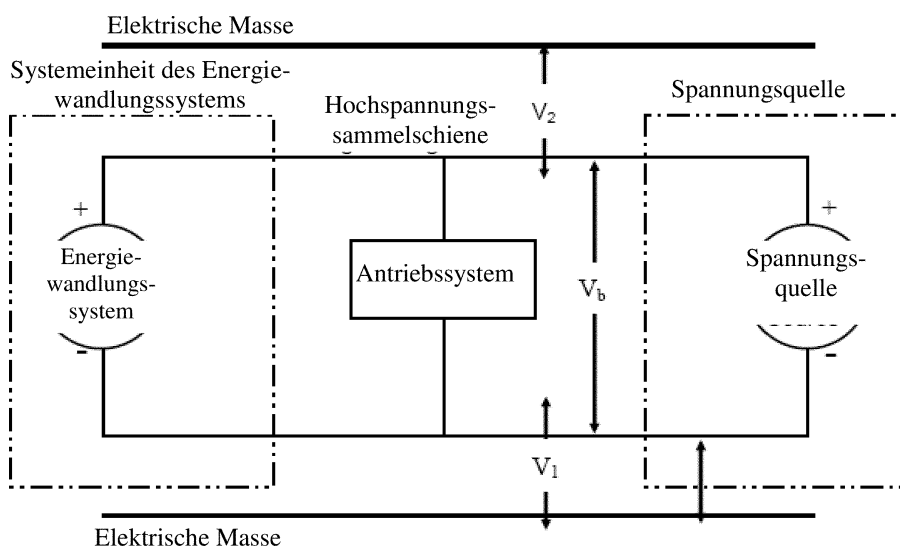 Elektrische Masse
Systemeinheit des Energie-
wandlungssystems
Hochspannungs-
sammelschiene
Spannungsquelle
V2
+
+
Energie-
wandlungs-
system
Antriebssystem
Vb
Spannungs-
quelle
-
-
V1
Elektrische Masse